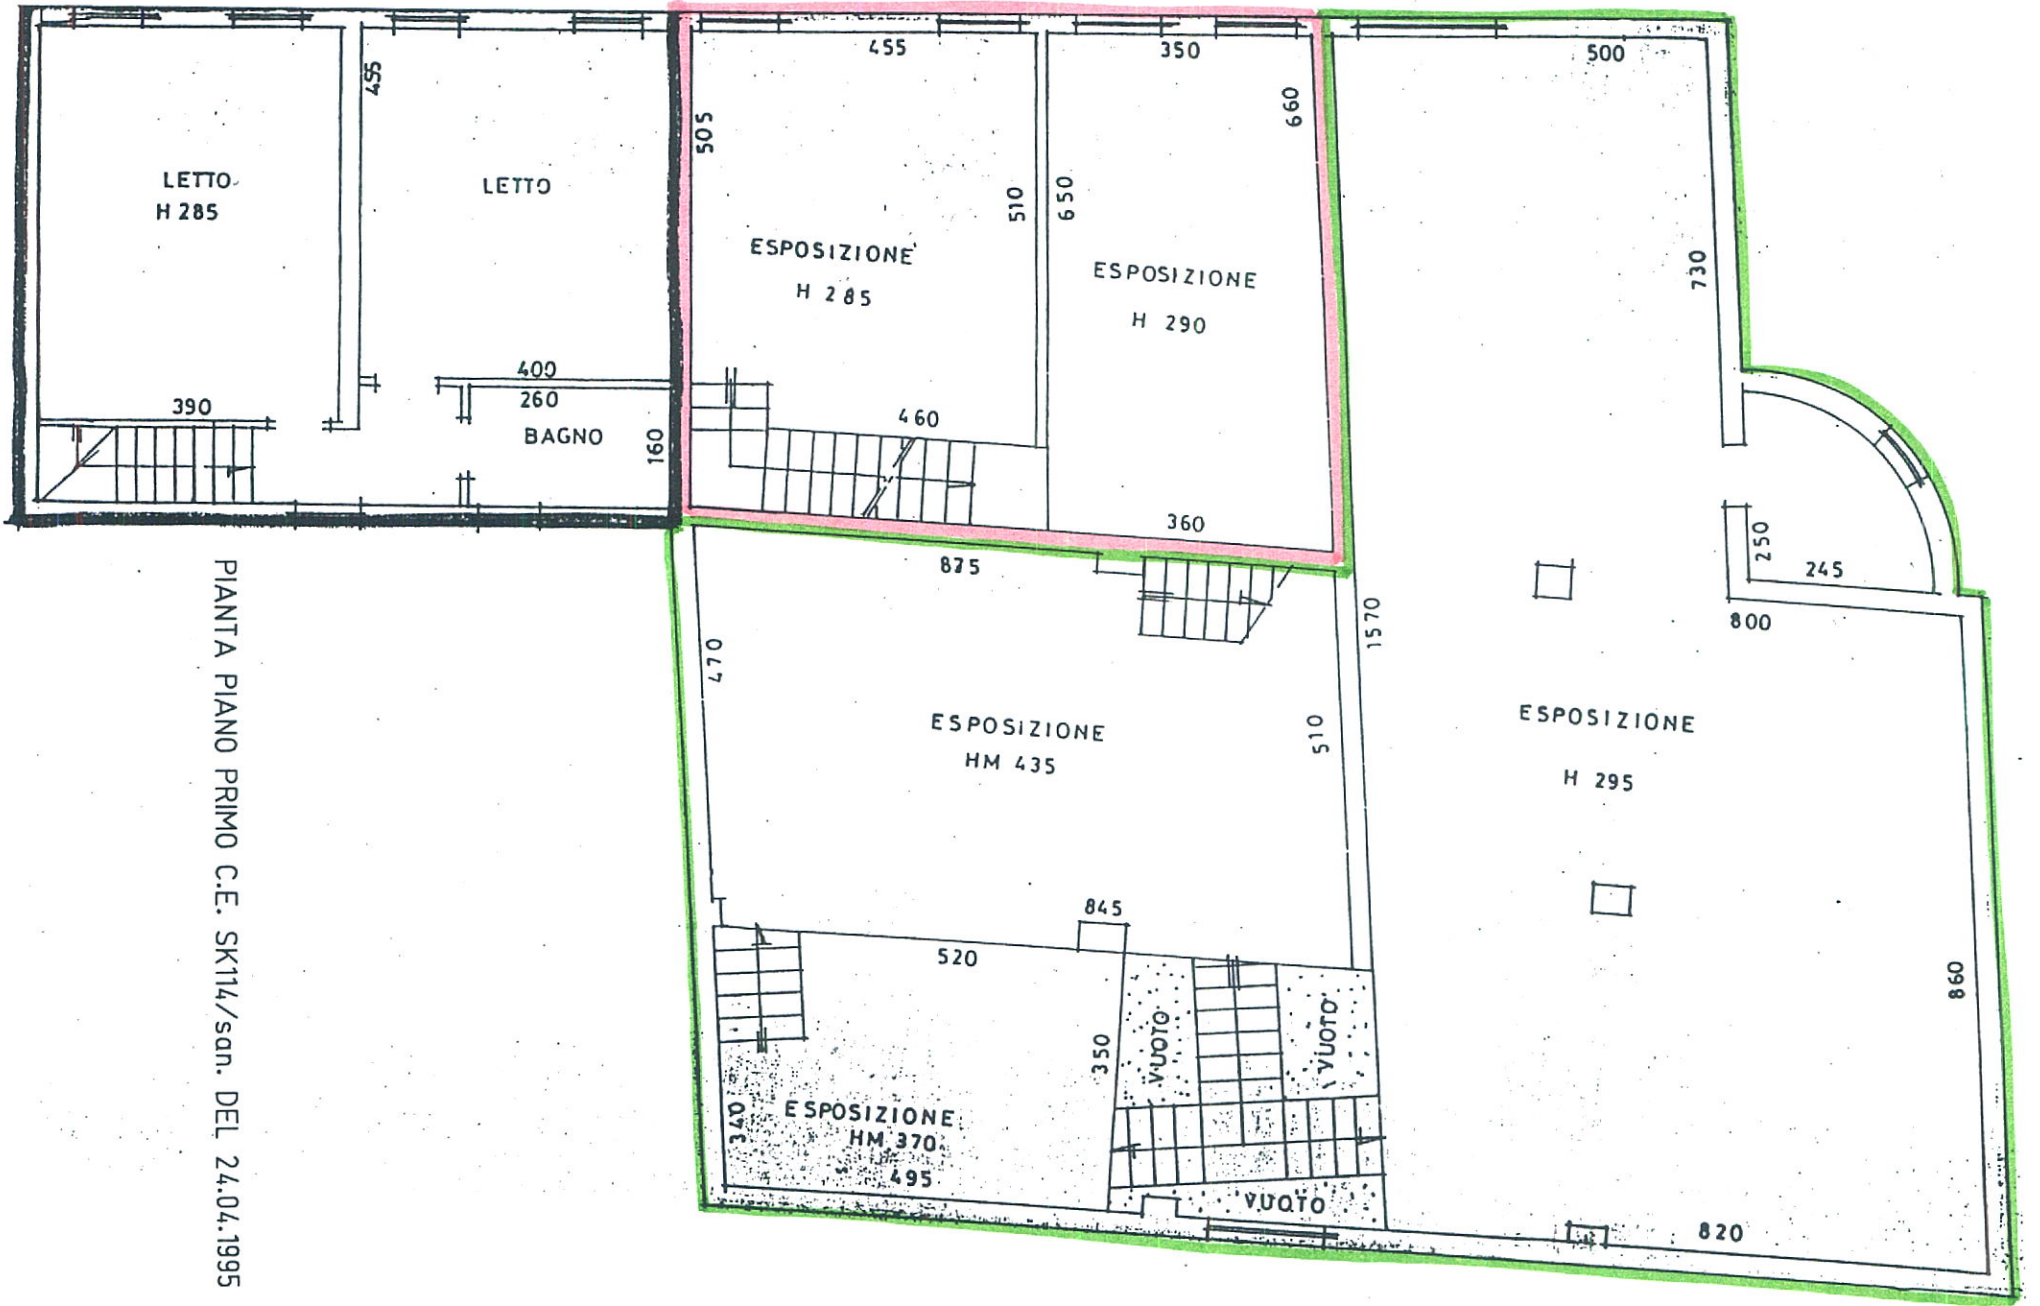 455
350
500
455
505
660
LETTO
H 285
LETTO
510
650
ESPOSIZIONE
H 285
ESPOSIZIONE
H 290
730
400
390
260
BAGNO
160
460
360
250
245
875
1570
800
470
510
ESPOSIZIONE
HM 435
ESPOSIZIONE
H 295
845
520
860
350
VUOTO
VUOTO
340
ESPOSIZIONE
HM 370
495
VUOTO
820
PIANTA PIANO PRIMO C.E. SK114/san. DEL 24.04.1995